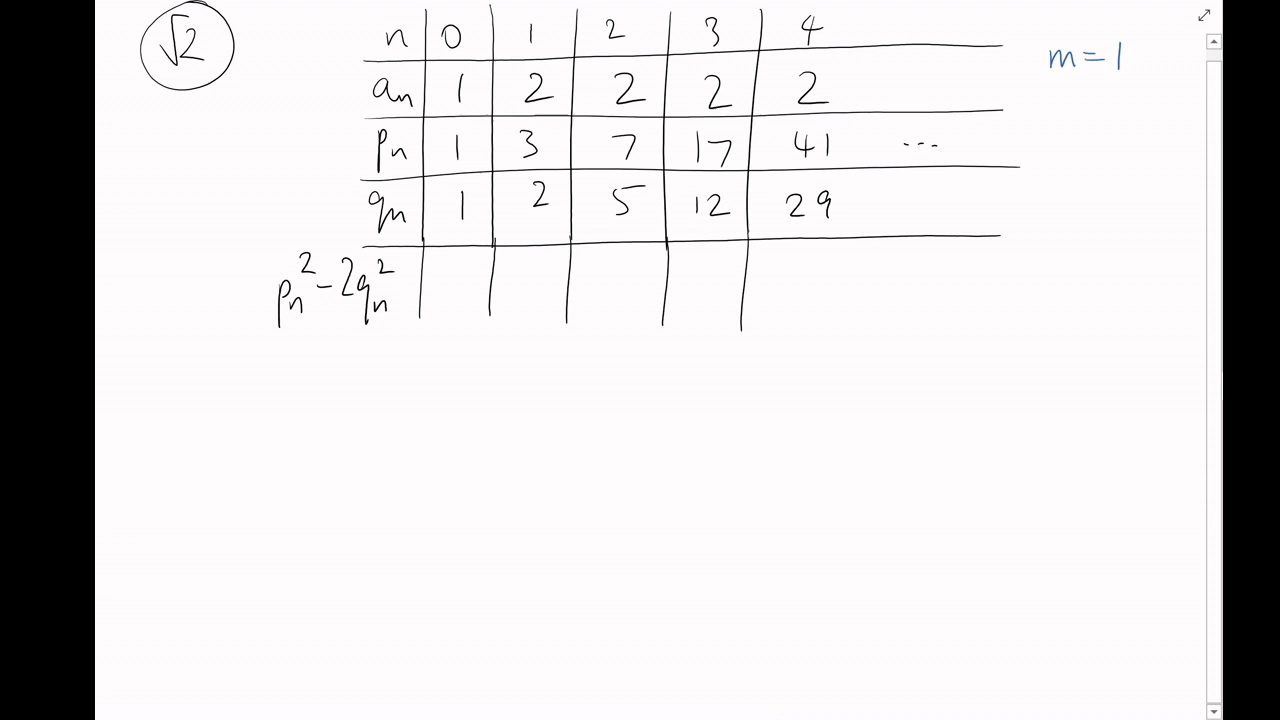 √2
n 0 1 2 3 4
m = 1
aₙ 1 2 2 2 2
pₙ 1 3 7 17 41 ...
qₙ 1 2 5 12 29
pₙ² - 2qₙ²